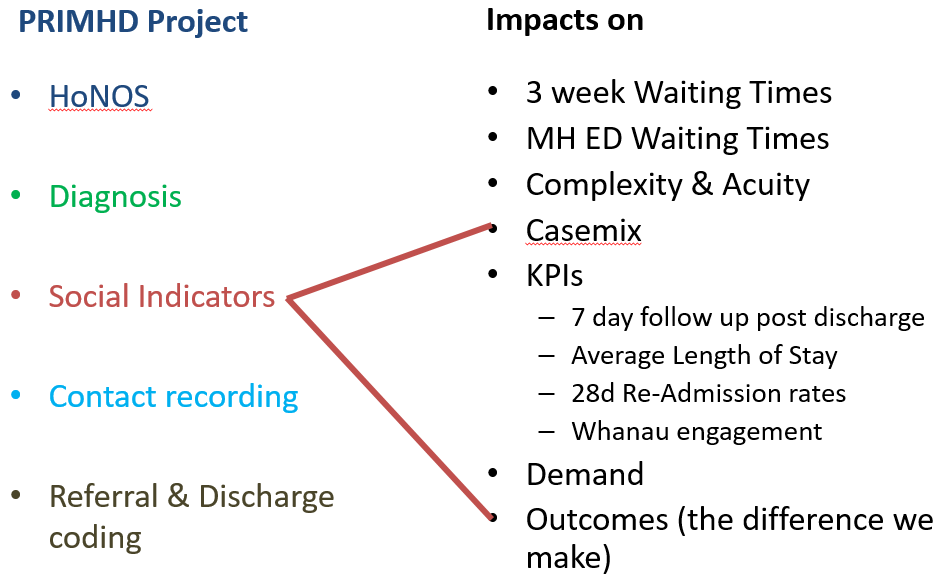 PRIMHD Project
• HoNOS
• Diagnosis
• Social Indicators
• Contact recording
• Referral & Discharge
coding
Impacts on
• 3 week Waiting Times
• MH ED Waiting Times
• Complexity & Acuity
• Casemix
• KPIs
– 7 day follow up post discharge
– Average Length of Stay
– 28d Re-Admission rates
– Whanau engagement
• Demand
• Outcomes (the difference we
make)